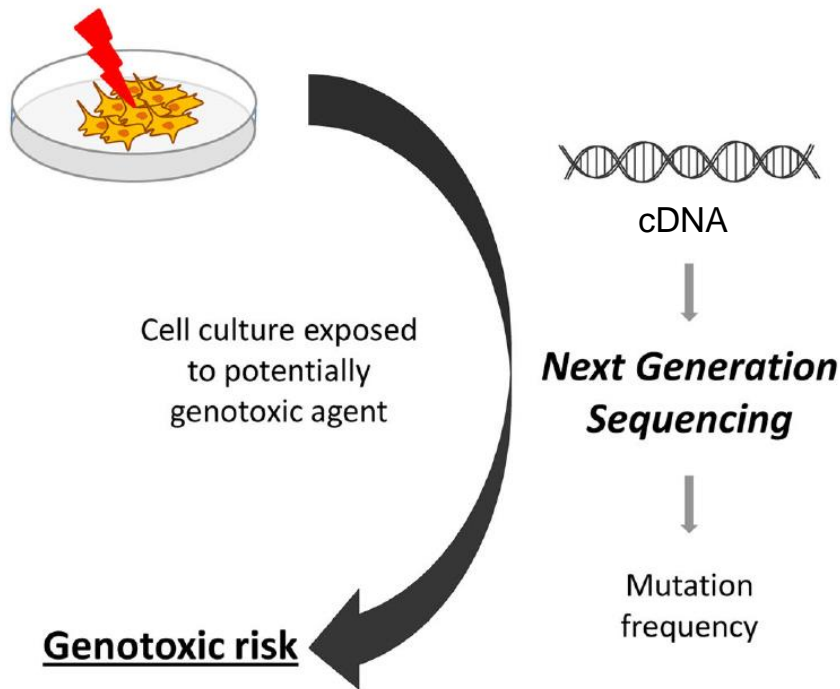 cDNA
Cell culture exposed
to potentially
genotoxic agent
Next Generation
Sequencing
Mutation
frequency
Genotoxic risk